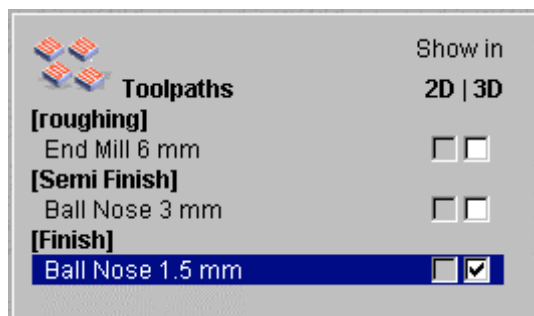 Show in
Toolpaths 2D | 3D
[roughing]
End Mill 6 mm
[Semi Finish]
Ball Nose 3 mm
[Finish]
Ball Nose 1.5 mm